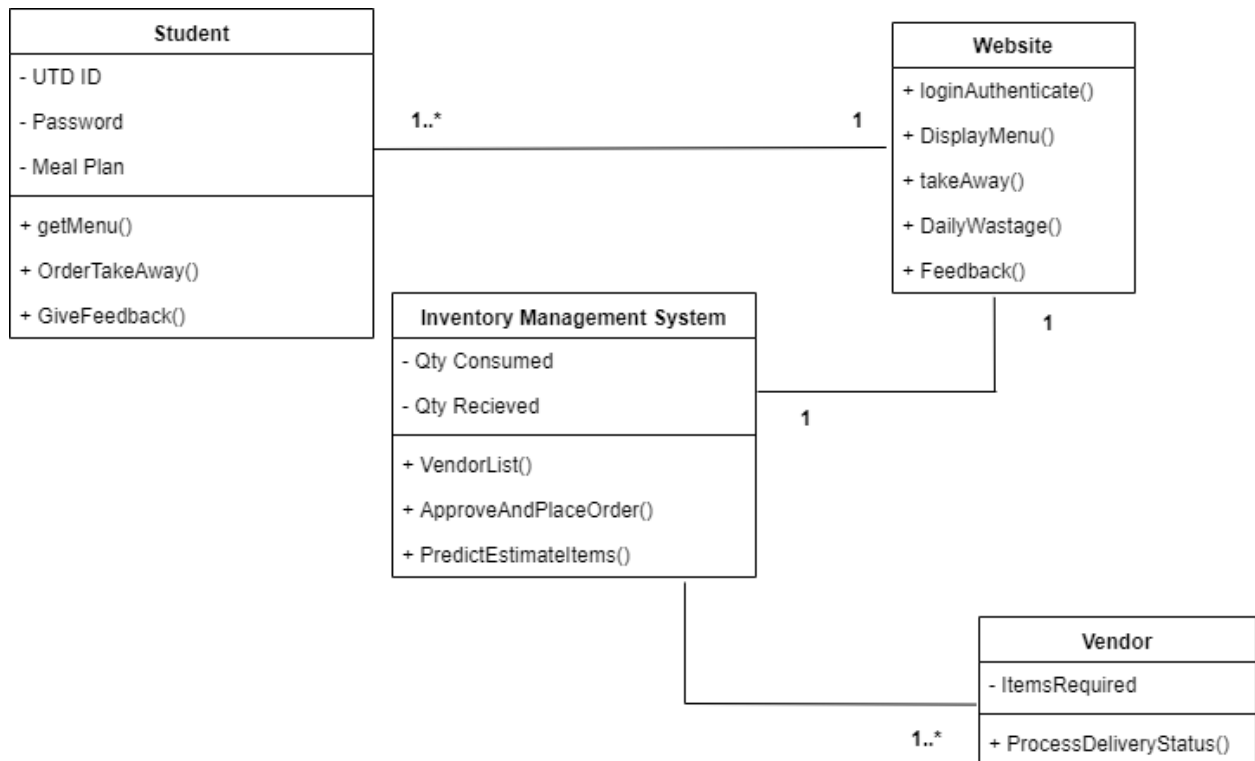 Student
- UTD ID
- Password
- Meal Plan
+ getMenu()
+ OrderTakeAway()
+ GiveFeedback()
1..*
1
Website
+ loginAuthenticate()
+ DisplayMenu()
+ takeAway()
+ DailyWastage()
+ Feedback()
1
1
Inventory Management System
- Qty Consumed
- Qty Recieved
+ VendorList()
+ ApproveAndPlaceOrder()
+ PredictEstimateItems()
1..*
Vendor
- ItemsRequired
+ ProcessDeliveryStatus()